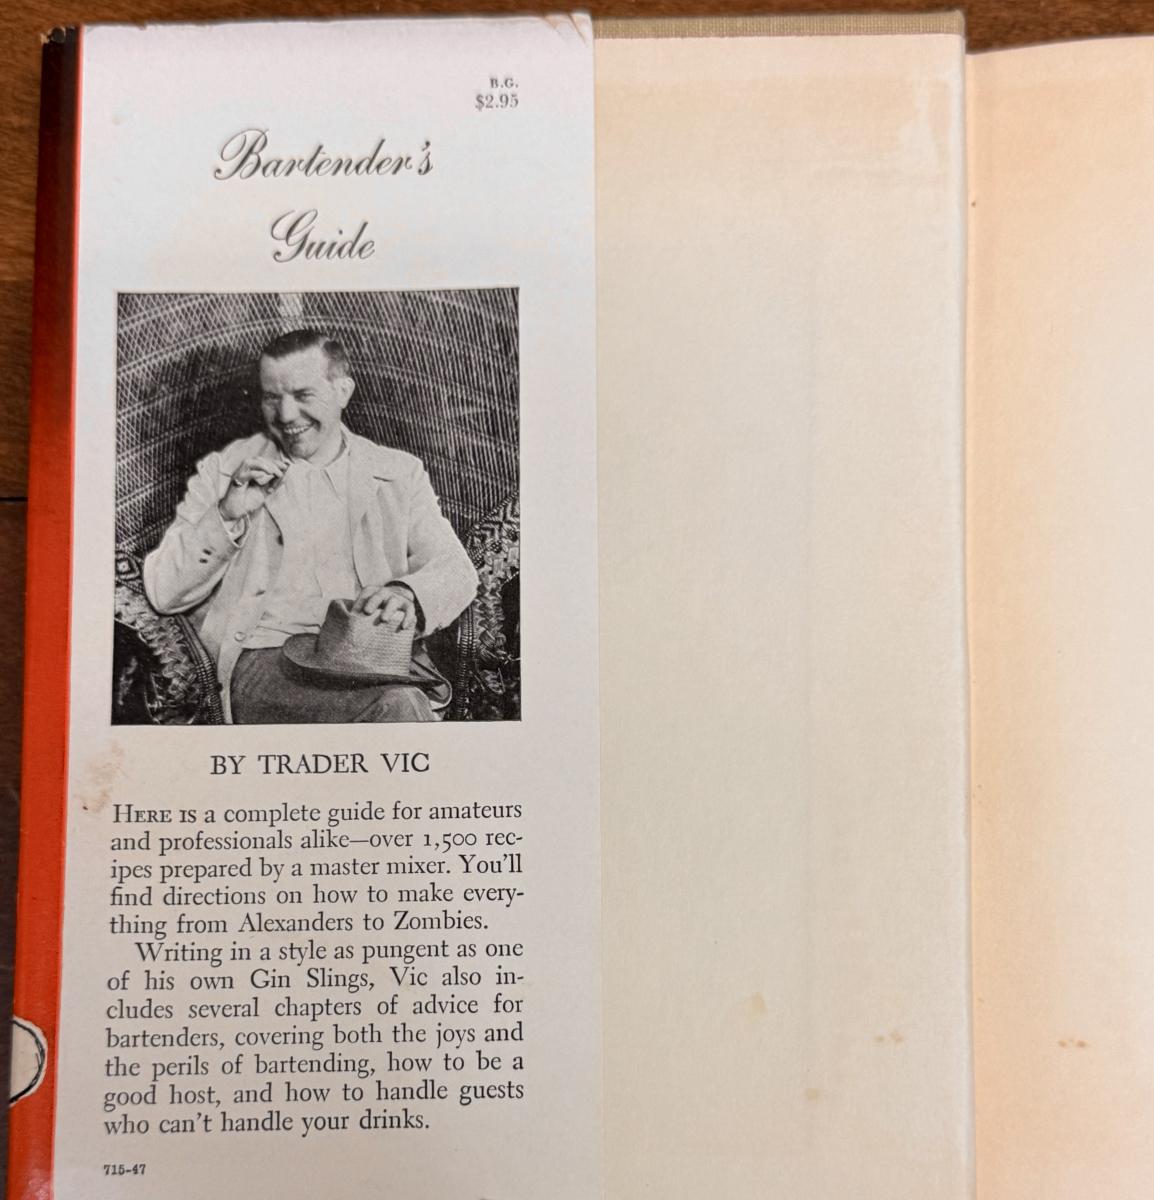 B.G.
$2.95
Bartender's
Guide
BY TRADER VIC
HERE IS a complete guide for amateurs
and professionals alike—over 1,500 rec-
ipes prepared by a master mixer. You'll
find directions on how to make every-
thing from Alexanders to Zombies.
Writing in a style as pungent as one
of his own Gin Slings, Vic also in-
cludes several chapters of advice for
bartenders, covering both the joys and
the perils of bartending, how to be a
good host, and how to handle guests
who can't handle your drinks.
715-47